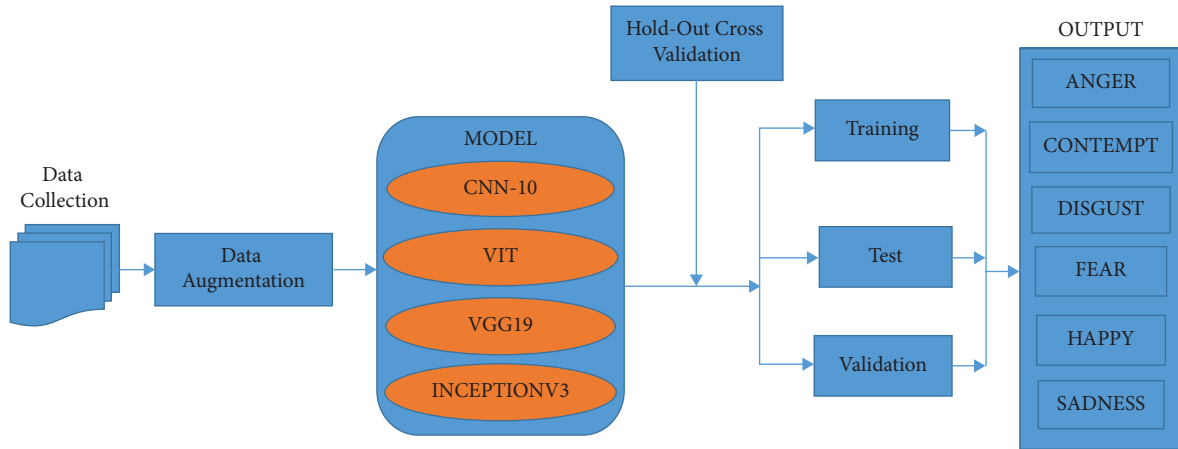 Data
Collection
Data
Augmentation
MODEL
CNN-10
VIT
VGG19
INCEPTIONV3
Hold-Out Cross
Validation
Training
Test
Validation
OUTPUT
ANGER
CONTEMPT
DISGUST
FEAR
HAPPY
SADNESS